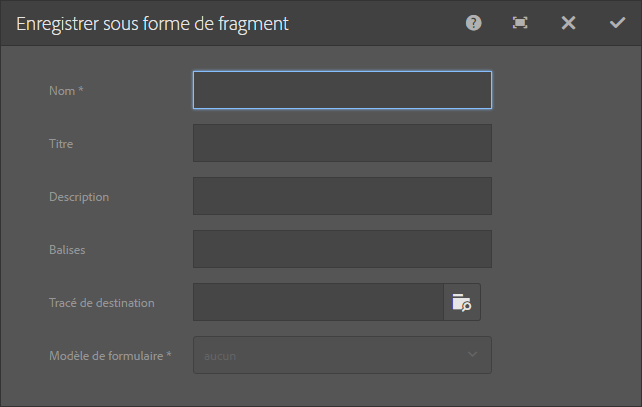 Enregistrer sous forme de fragment
?
Nom *
Titre
Description
Balises
Tracé de destination
Modèle de formulaire *
aucun